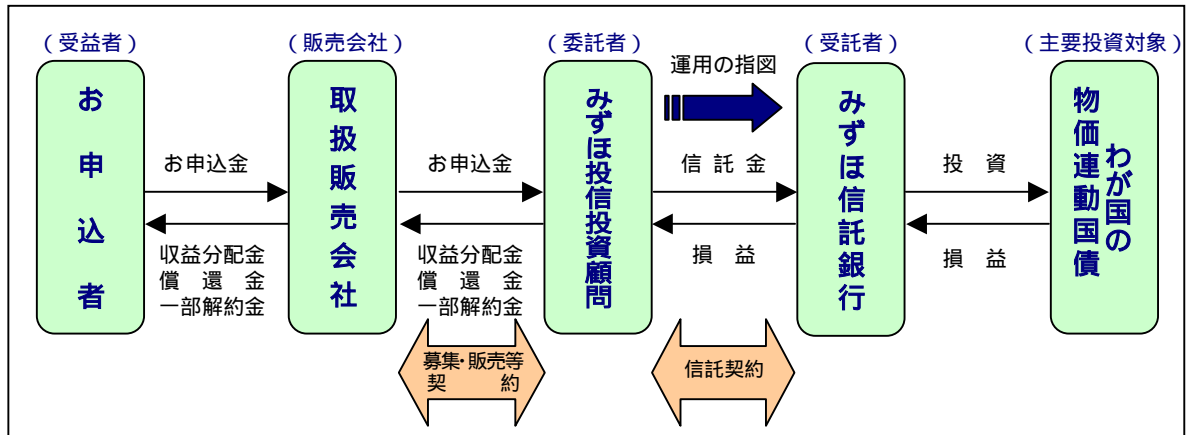 （受益者）
お申込者
お申込金
収益分配金
償還金
一部解約金
（販売会社）
取扱販売会社
お申込金
収益分配金
償還金
一部解約金
募集・販売等
契約
（委託者）
みずほ投信投資顧問
運用の指図
信託金
損益
信託契約
（受託者）
みずほ信託銀行
投資
損益
（主要投資対象）
わが国の
物価連動国債